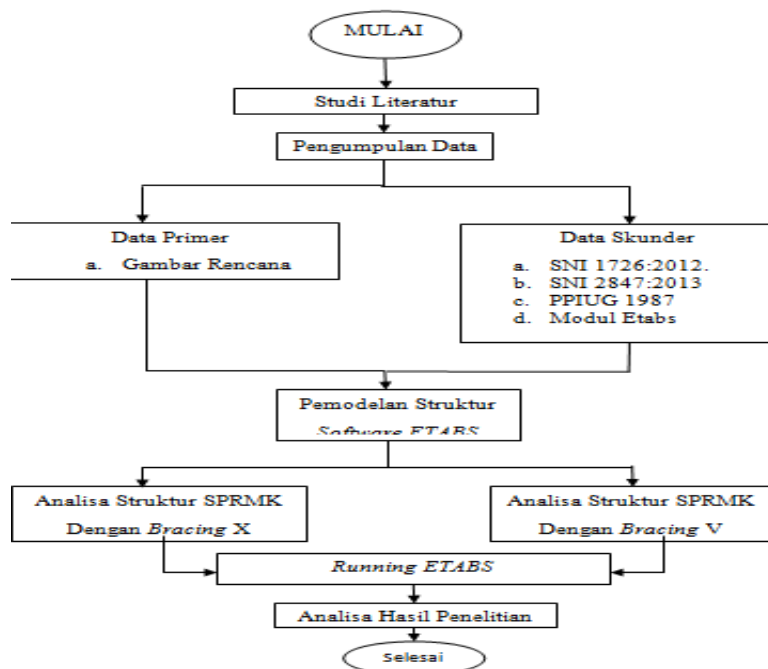 MULAI
Studi Literatur
Pengumpulan Data
Data Primer
a. Gambar Rencana
Data Skunder
a. SNI 1726:2012.
b. SNI 2847:2013
c. PPIUG 1987
d. Modul Etabs
Pemodelan Struktur
Software ETABS
Analisa Struktur SPRMK
Dengan Bracing X
Analisa Struktur SPRMK
Dengan Bracing V
Running ETABS
Analisa Hasil Penelitian
Selesai